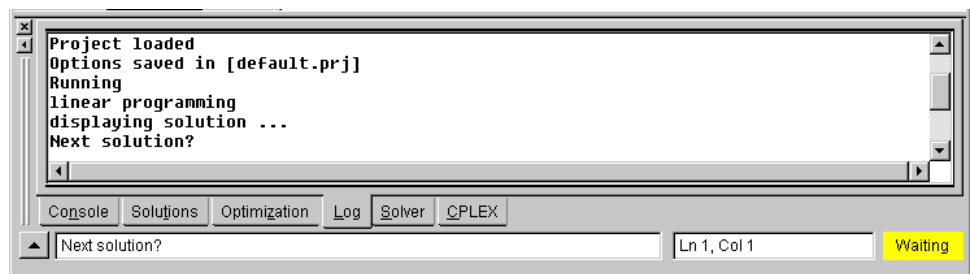 Project loaded
Options saved in [default.prj]
Running
linear programming
displaying solution ...
Next solution?
Console Solutions Optimization Log Solver CPLEX
Next solution? Ln 1, Col 1 Waiting